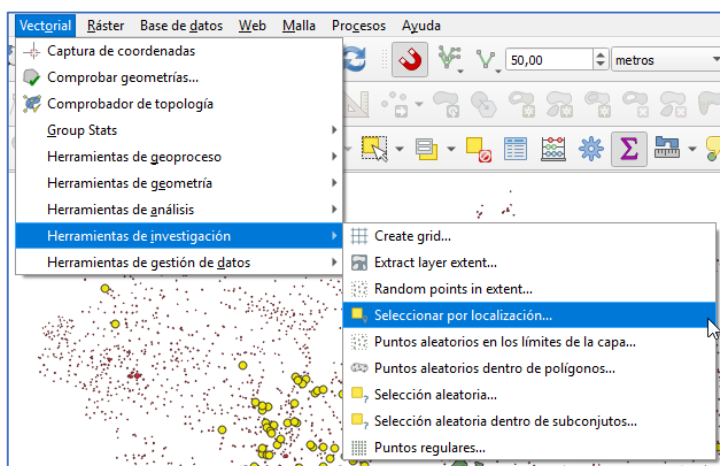 Vectorial Ráster Base de datos Web Malla Procesos Ayuda
Captura de coordenadas
Comprobar geometrías...
Comprobador de topología
Group Stats
Herramientas de geoproceso
Herramientas de geometría
Herramientas de análisis
Herramientas de investigación
Herramientas de gestión de datos
50,00 metros
Create grid...
Extract layer extent...
Random points in extent...
Seleccionar por localización...
Puntos aleatorios en los límites de la capa...
Puntos aleatorios dentro de polígonos...
Selección aleatoria...
Selección aleatoria dentro de subconjutos...
Puntos regulares...